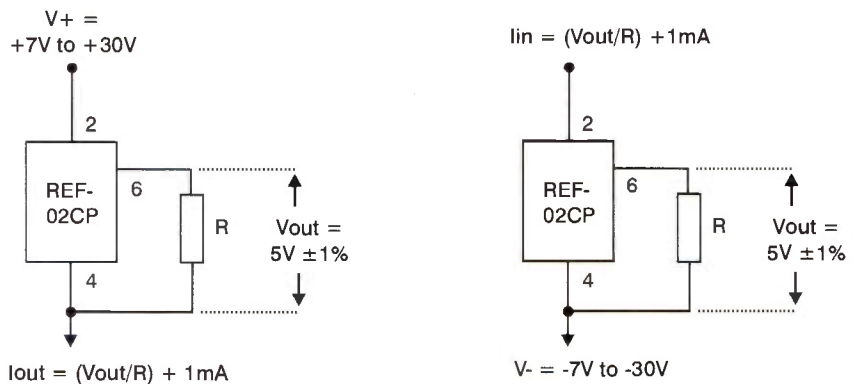 V+ =
+7V to +30V
2
REF-
02CP
6
R
Vout =
5V ±1%
4
Iout = (Vout/R) + 1mA
Iin = (Vout/R) +1mA
2
REF-
02CP
6
R
Vout =
5V ±1%
4
V- = -7V to -30V